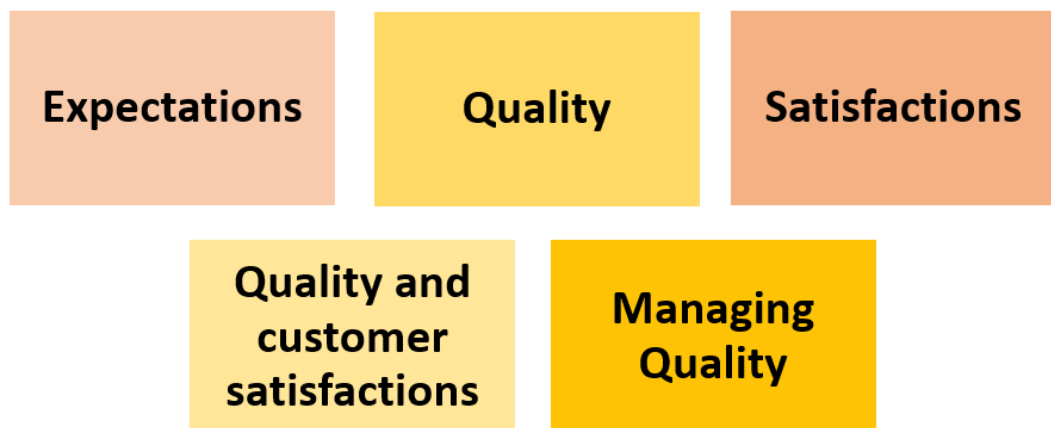 Expectations
Quality
Satisfactions
Quality and
customer
satisfactions
Managing
Quality